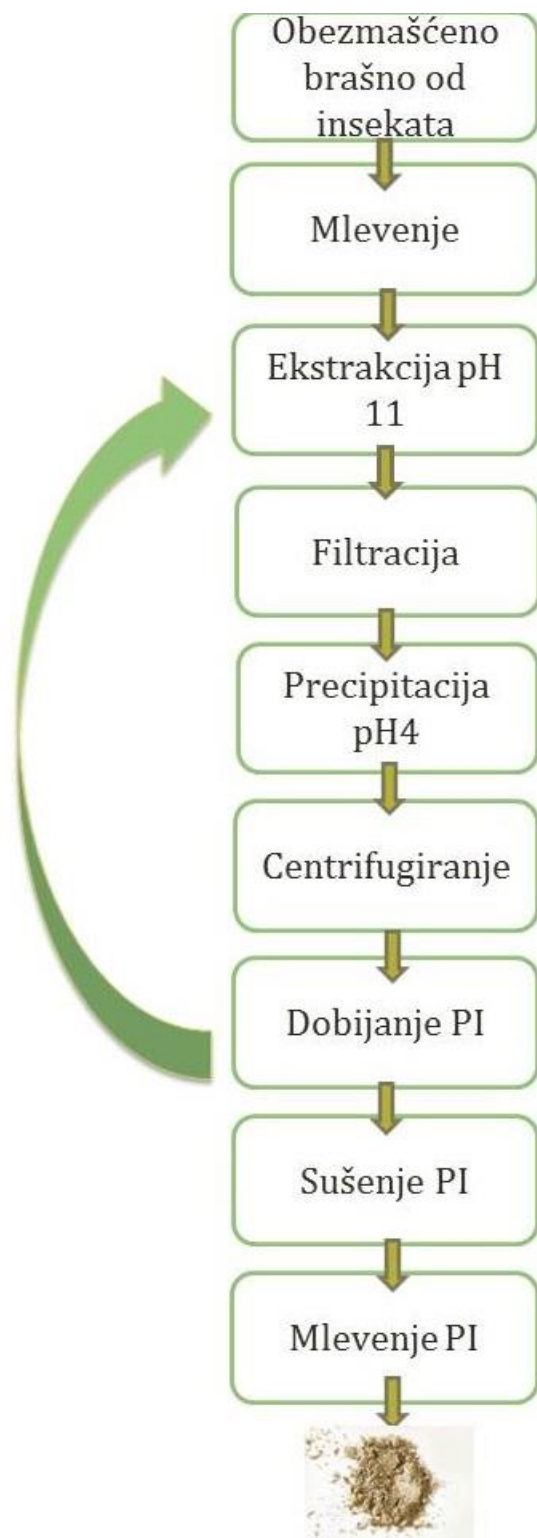 Obezmašćeno
brašno od
insekata
Mlevenje
Ekstrakcija pH
11
Filtracija
Precipitacija
pH4
Centrifugiranje
Dobijanje PI
Sušenje PI
Mlevenje PI